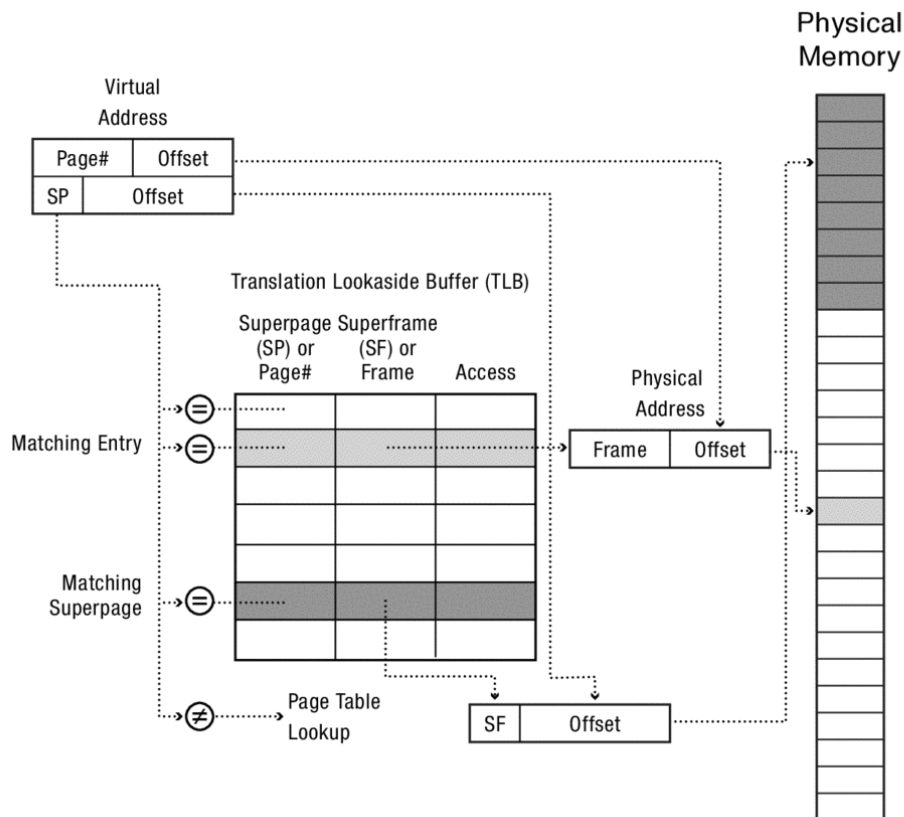 Physical
Memory
Virtual
Address
Page# Offset
SP Offset
Translation Lookaside Buffer (TLB)
Superpage Superframe
(SP) or (SF) or
Page# Frame Access
Physical
Address
=
Matching Entry = Frame Offset
Matching
Superpage =
Page Table
≠ Lookup
SF Offset